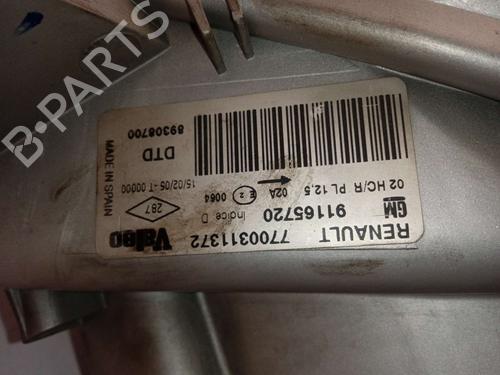 RENAULT 7700311372 Valeo
GM 91165720 Indice D 287
02 HC/R PL 12,5 02A E2 0064 15/02/05-T 00000
DTD
89308700
MADE IN SPAIN
B-PARTS
B-PARTS